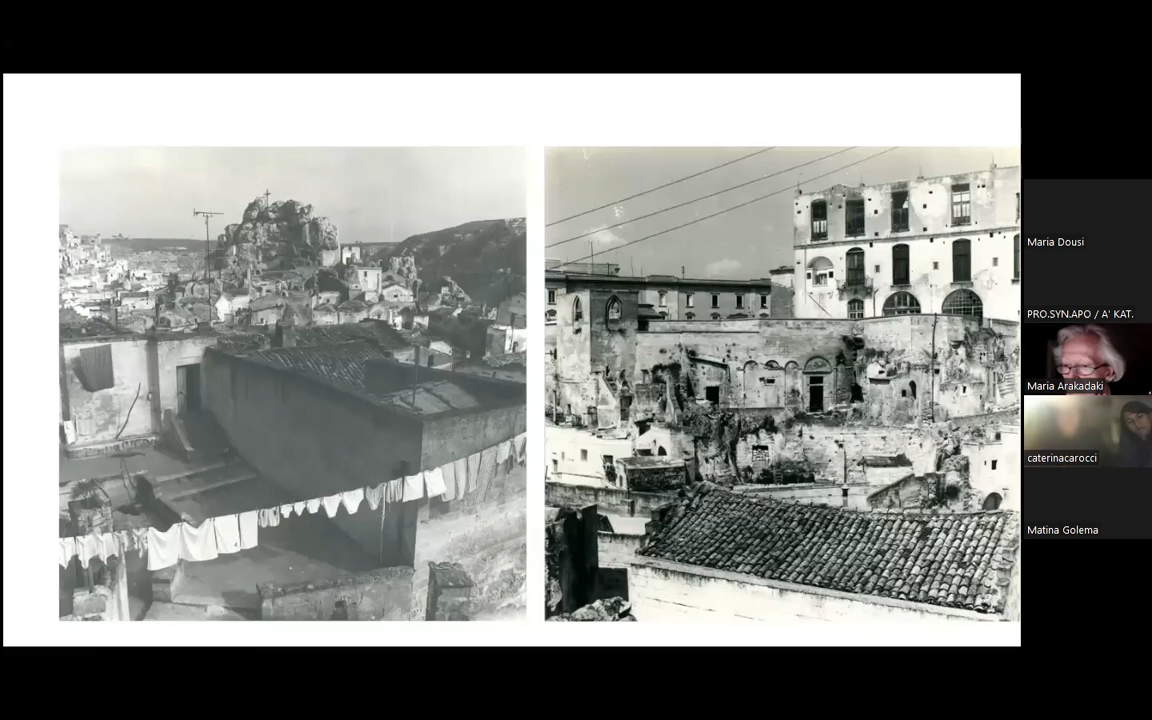 Maria Dousi
PRO.SYN.APO / A' KAT.
Maria Arakadaki
caterinacarocci
Matina Golema